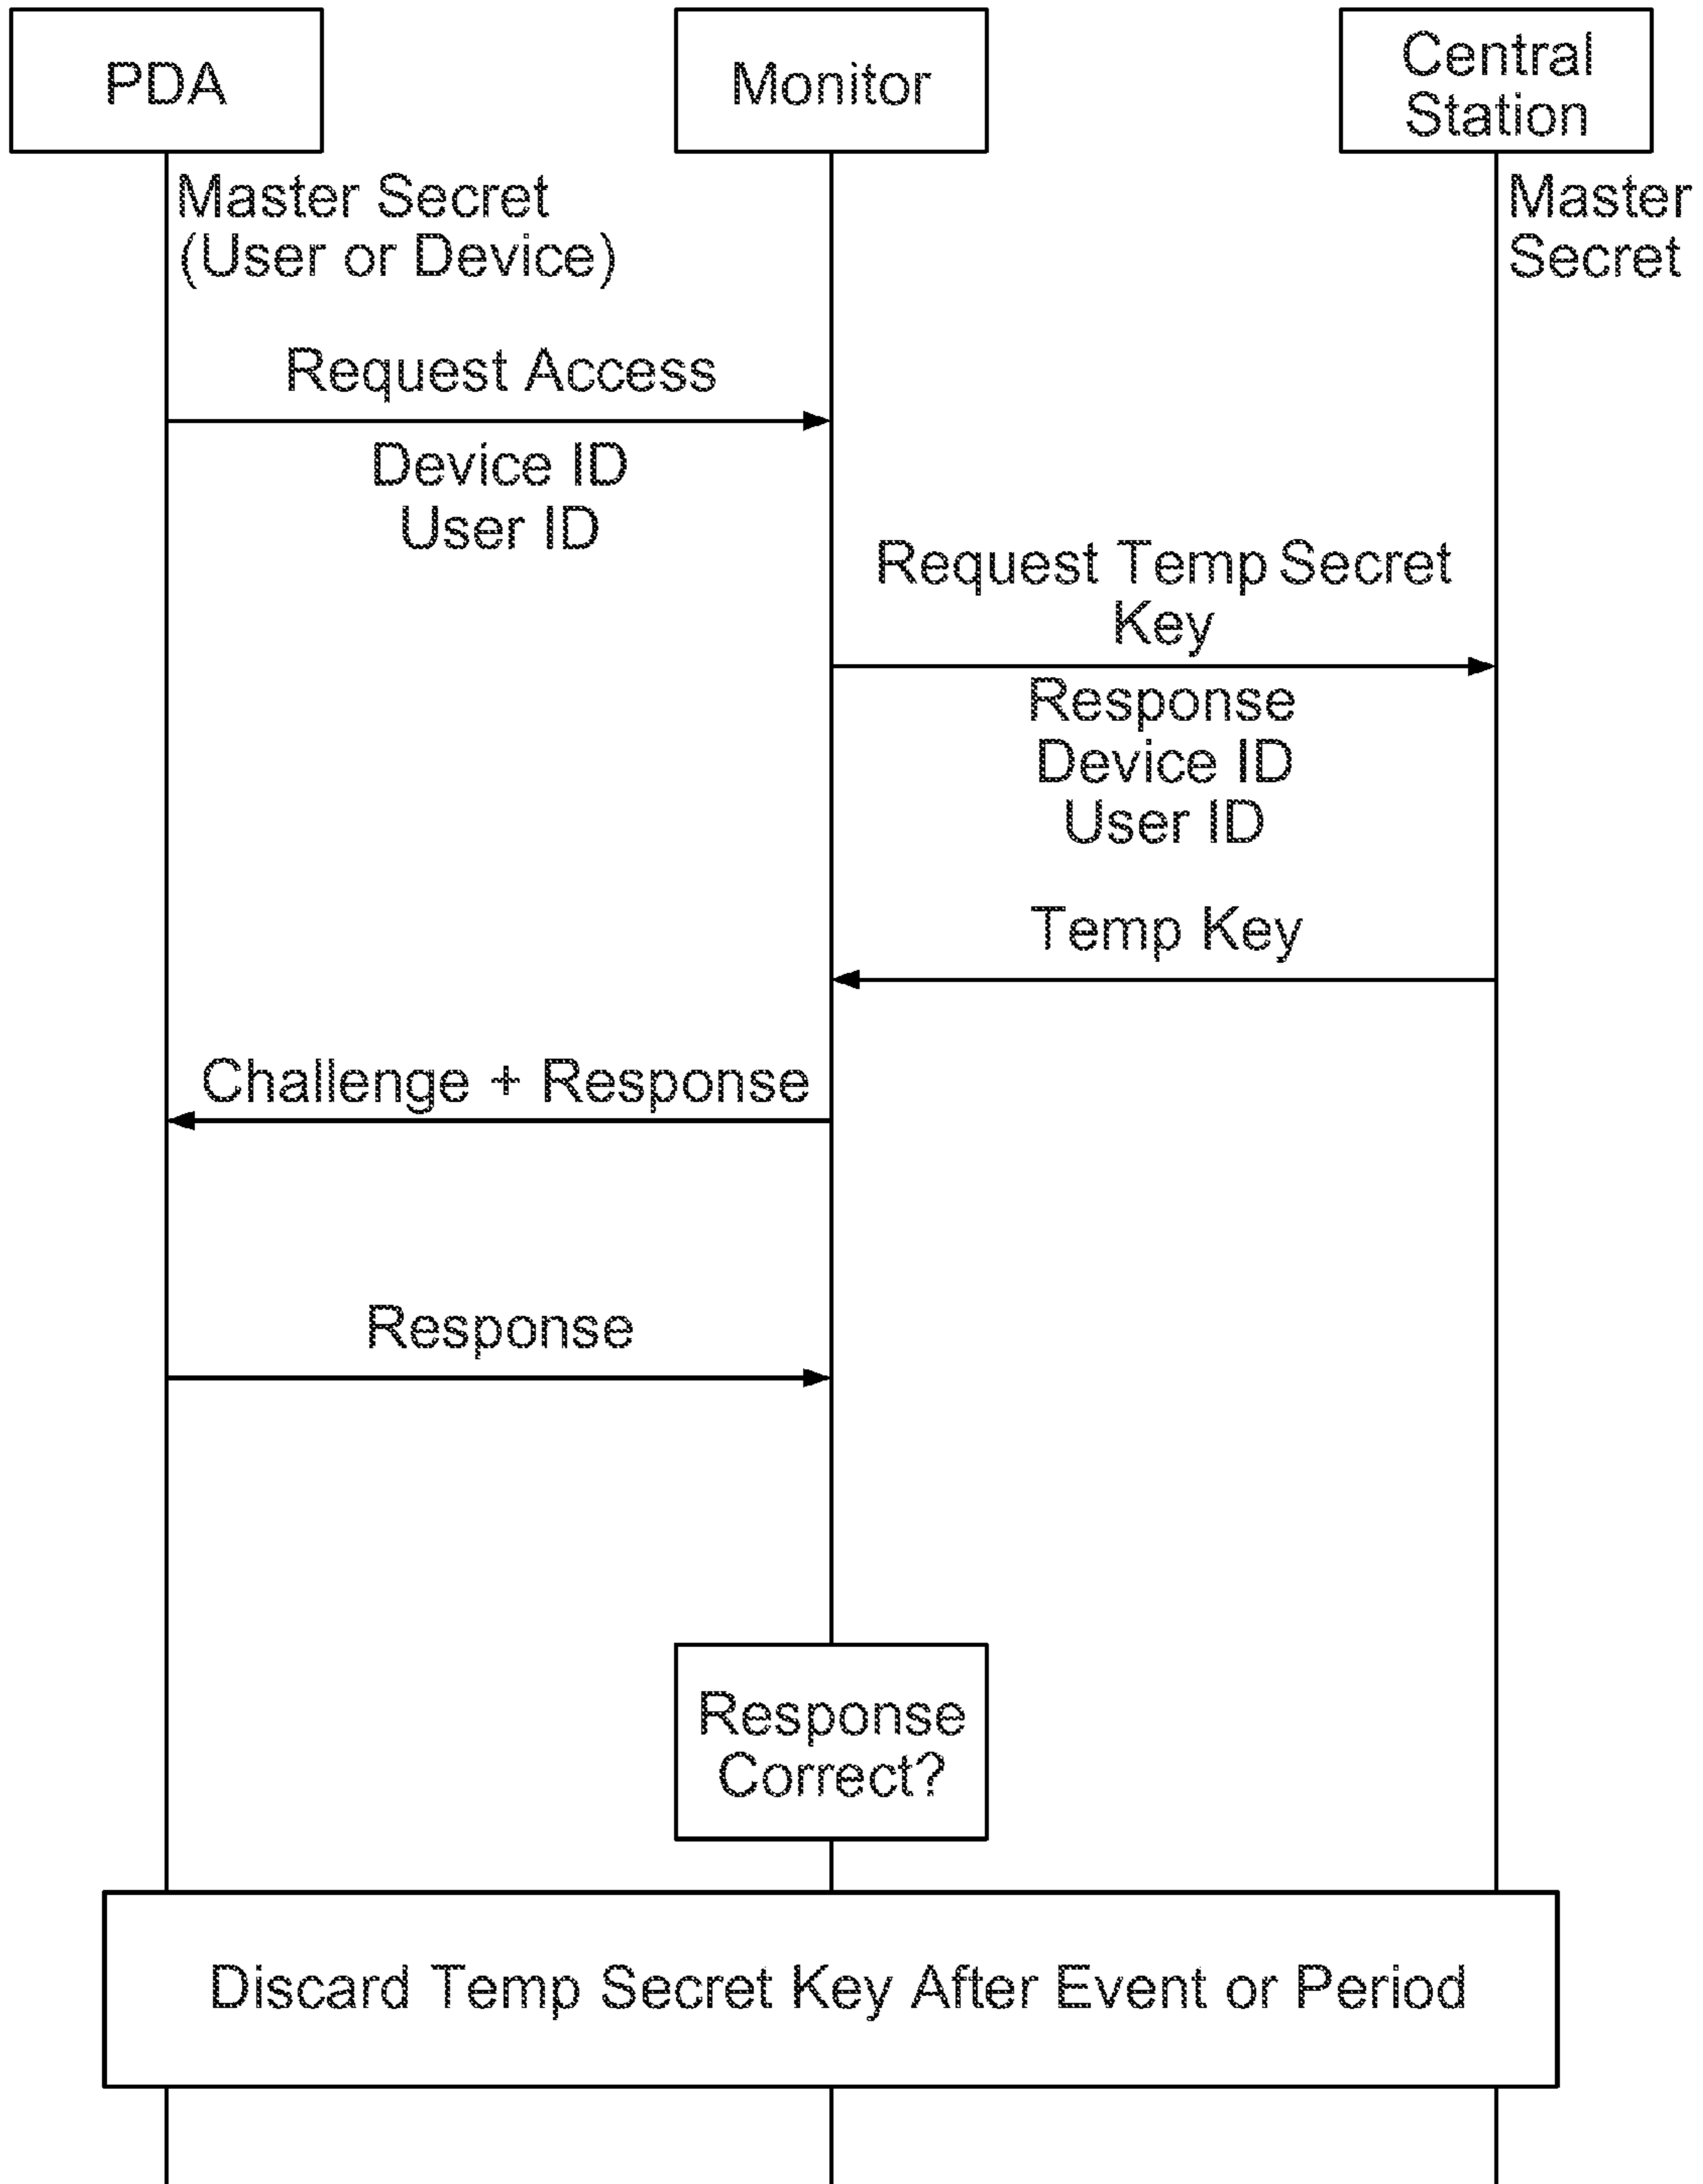 PDA
Monitor
Central
Station
Master Secret
(User or Device)
Master
Secret
Request Access
Device ID
User ID
Request Temp Secret
Key
Response
Device ID
User ID
Temp Key
Challenge + Response
Response
Response
Correct?
Discard Temp Secret Key After Event or Period